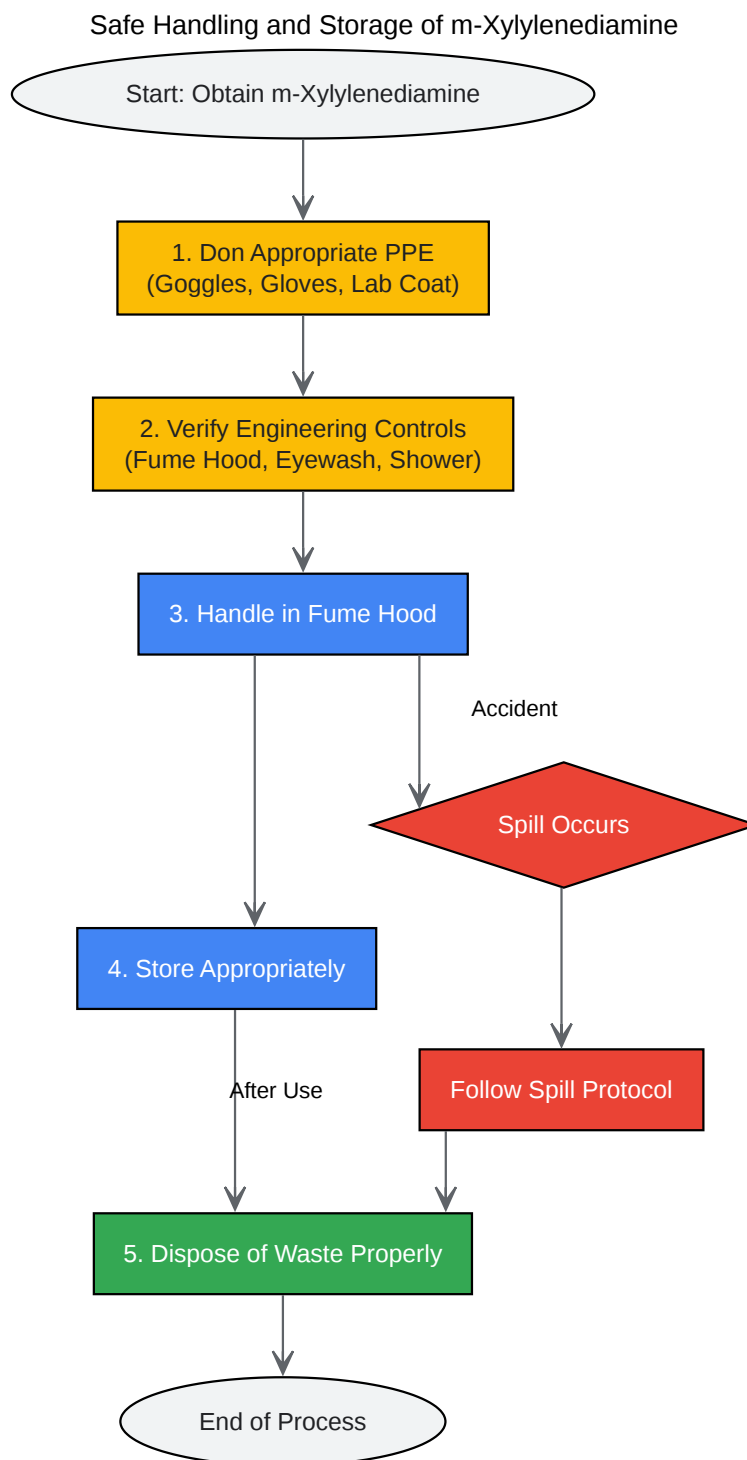 Safe Handling and Storage of m-Xylylenediamine
Start: Obtain m-Xylylenediamine
1. Don Appropriate PPE
(Goggles, Gloves, Lab Coat)
2. Verify Engineering Controls
(Fume Hood, Eyewash, Shower)
3. Handle in Fume Hood
Accident
Spill Occurs
4. Store Appropriately
After Use
Follow Spill Protocol
5. Dispose of Waste Properly
End of Process